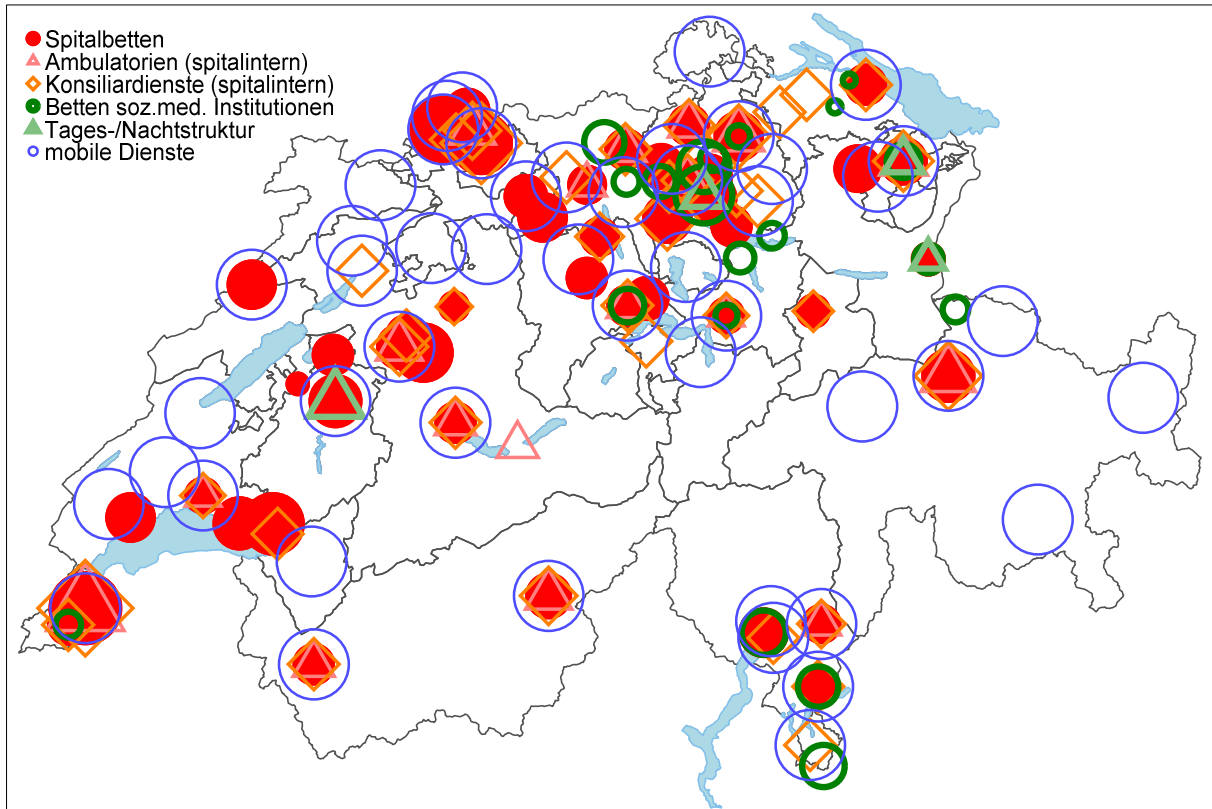 Spitalbetten
Ambulatorien (spitalintern)
Konsiliardienste (spitalintern)
Betten soz.med. Institutionen
Tages-/Nachtstruktur
mobile Dienste